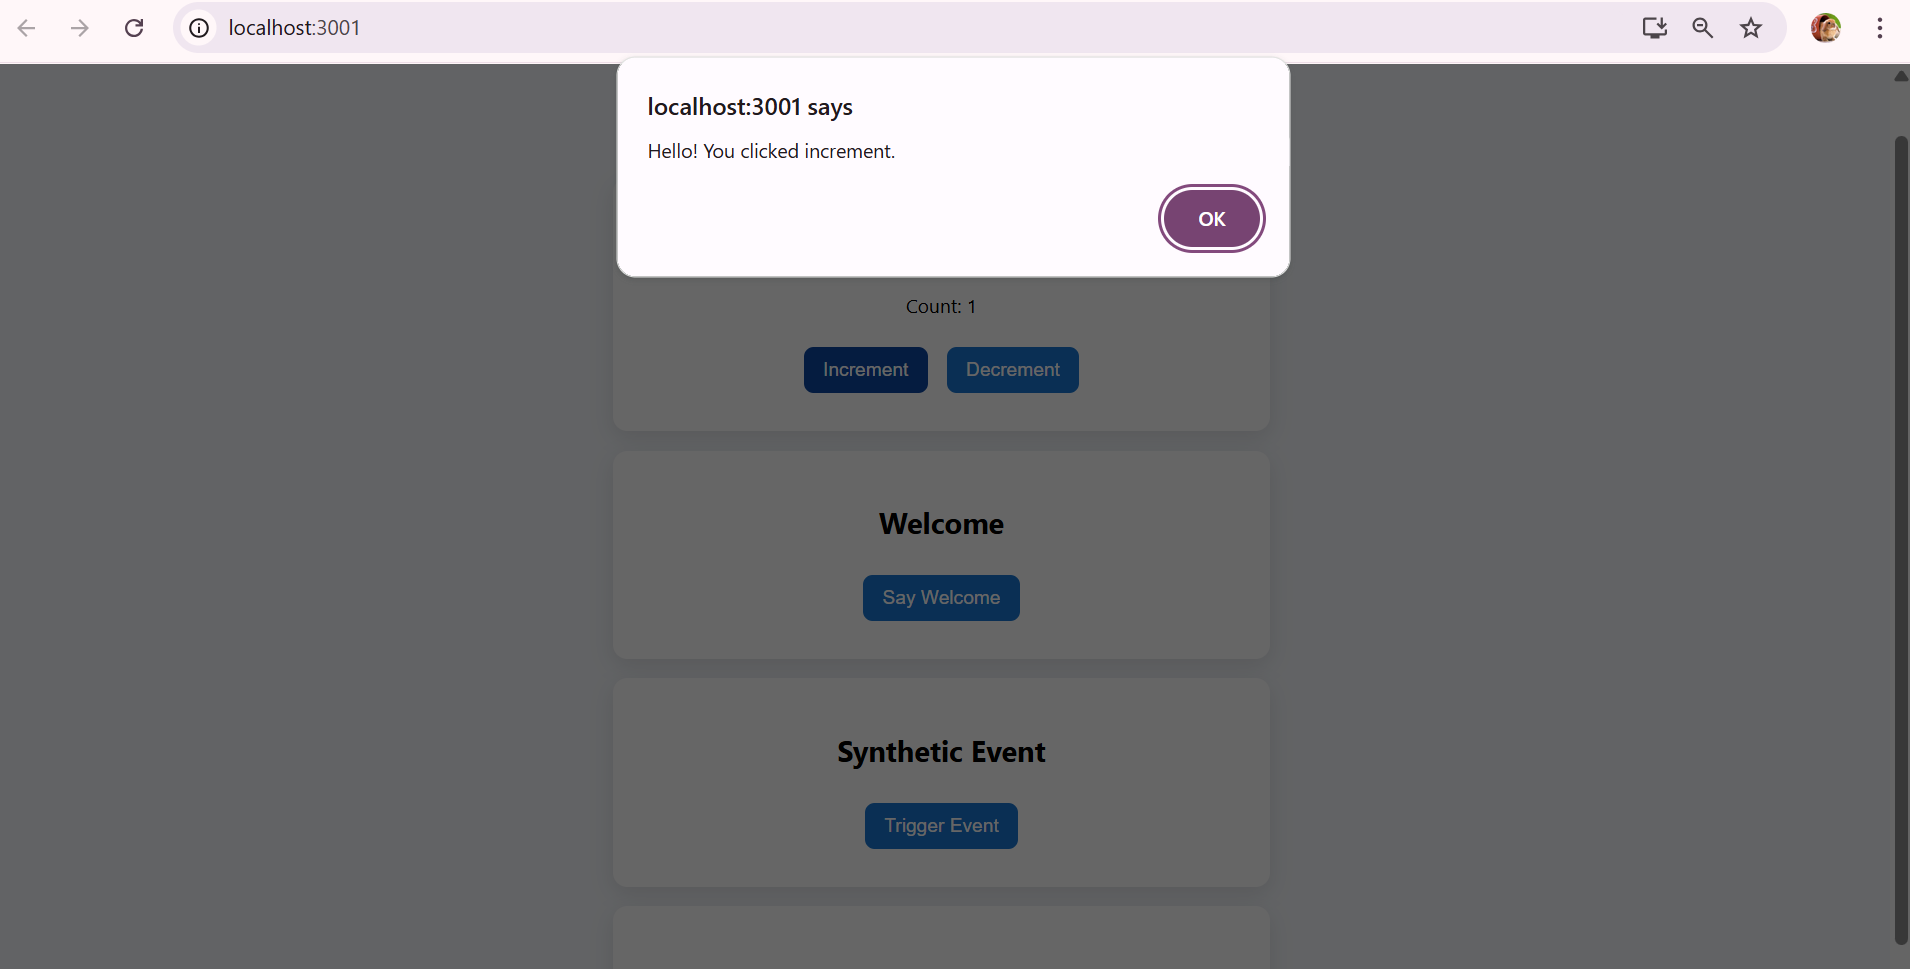 localhost:3001
localhost:3001 says
Hello! You clicked increment.
OK
Count: 1
Increment Decrement
Welcome
Say Welcome
Synthetic Event
Trigger Event